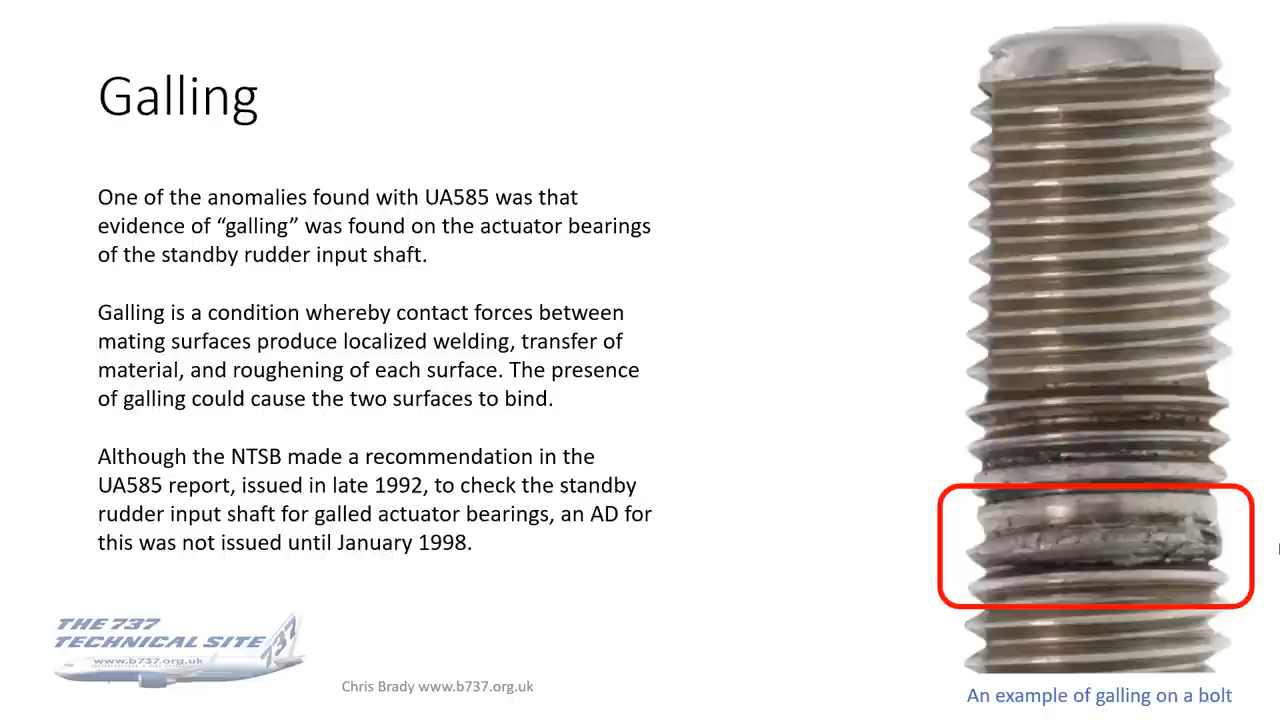 Galling
One of the anomalies found with UA585 was that
evidence of “galling” was found on the actuator bearings
of the standby rudder input shaft.
Galling is a condition whereby contact forces between
mating surfaces produce localized welding, transfer of
material, and roughening of each surface. The presence
of galling could cause the two surfaces to bind.
Although the NTSB made a recommendation in the
UA585 report, issued in late 1992, to check the standby
rudder input shaft for galled actuator bearings, an AD for
this was not issued until January 1998.
THE 737
TECHNICAL SITE
737
www.b737.org.uk
Chris Brady www.b737.org.uk
An example of galling on a bolt